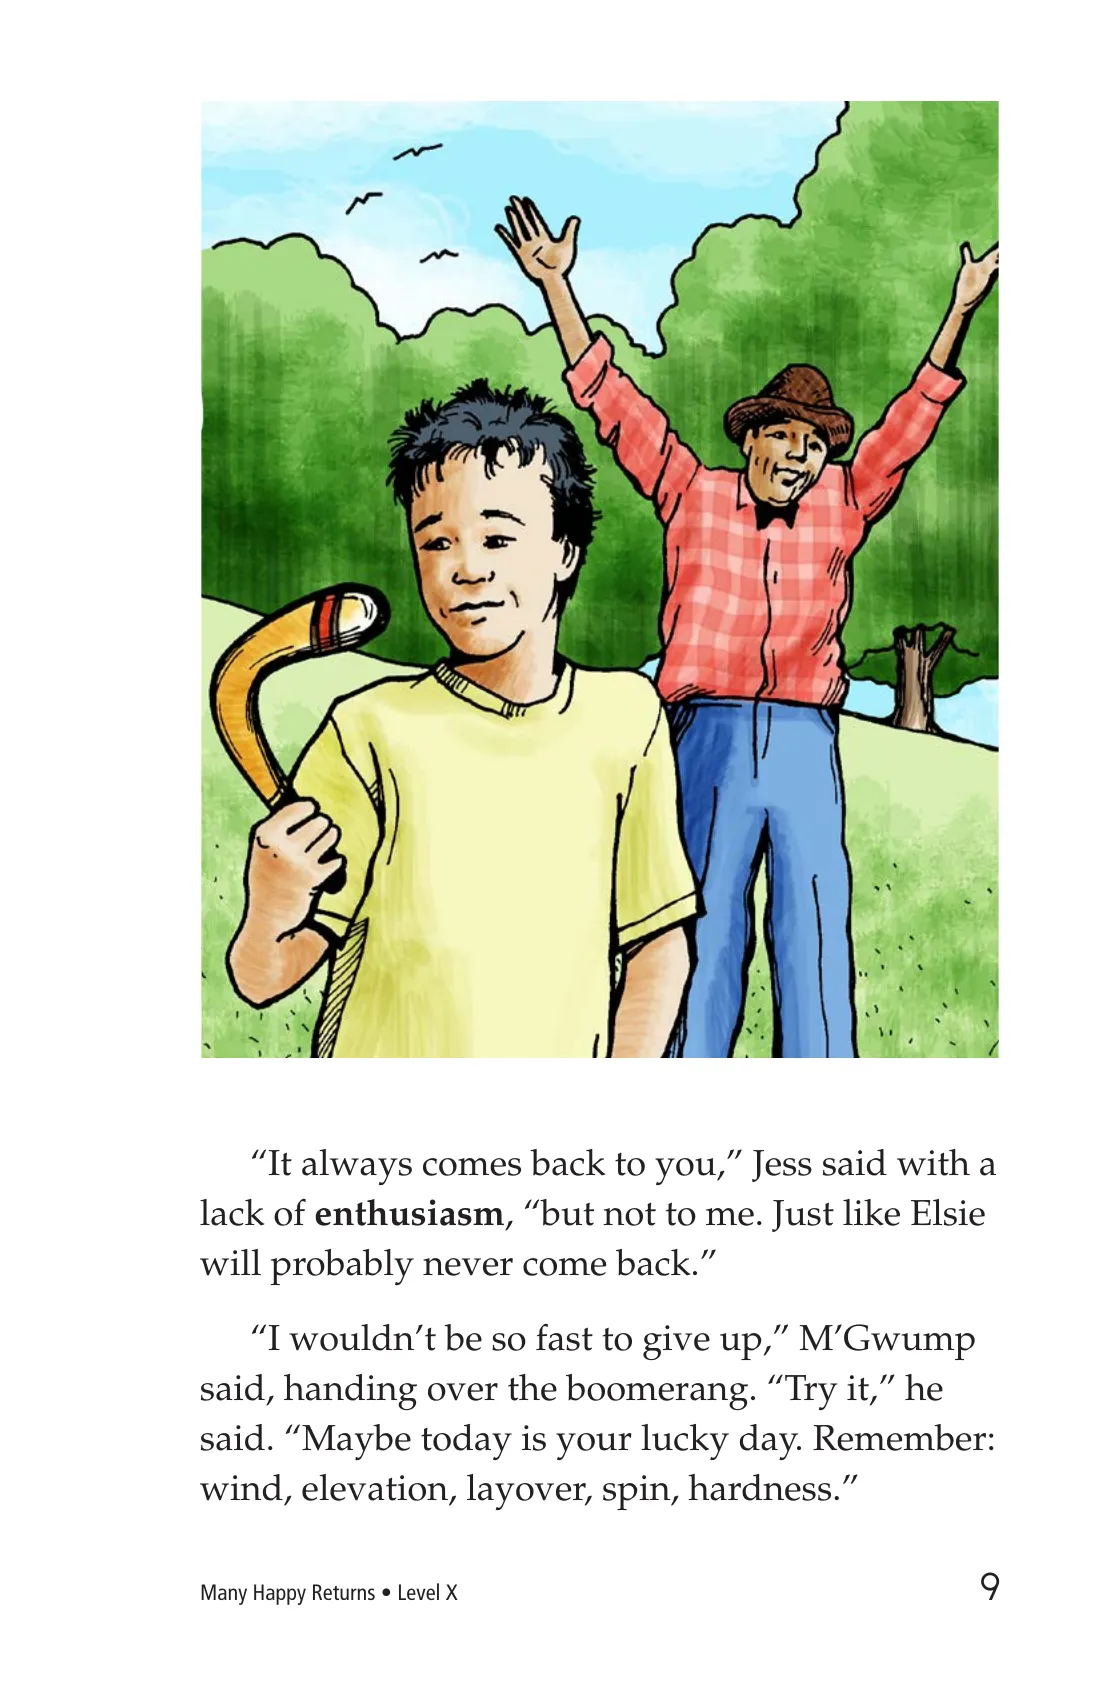 “It always comes back to you,” Jess said with a
lack of enthusiasm, “but not to me. Just like Elsie
will probably never come back.”
“I wouldn’t be so fast to give up,” M’Gwump
said, handing over the boomerang. “Try it,” he
said. “Maybe today is your lucky day. Remember:
wind, elevation, layover, spin, hardness.”
Many Happy Returns • Level X
9